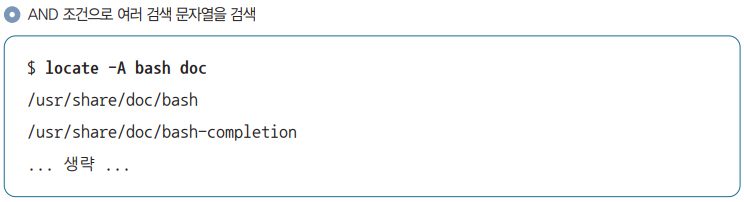 AND 조건으로 여러 검색 문자열을 검색
$ locate -A bash doc
/usr/share/doc/bash
/usr/share/doc/bash-completion
... 생략 ...